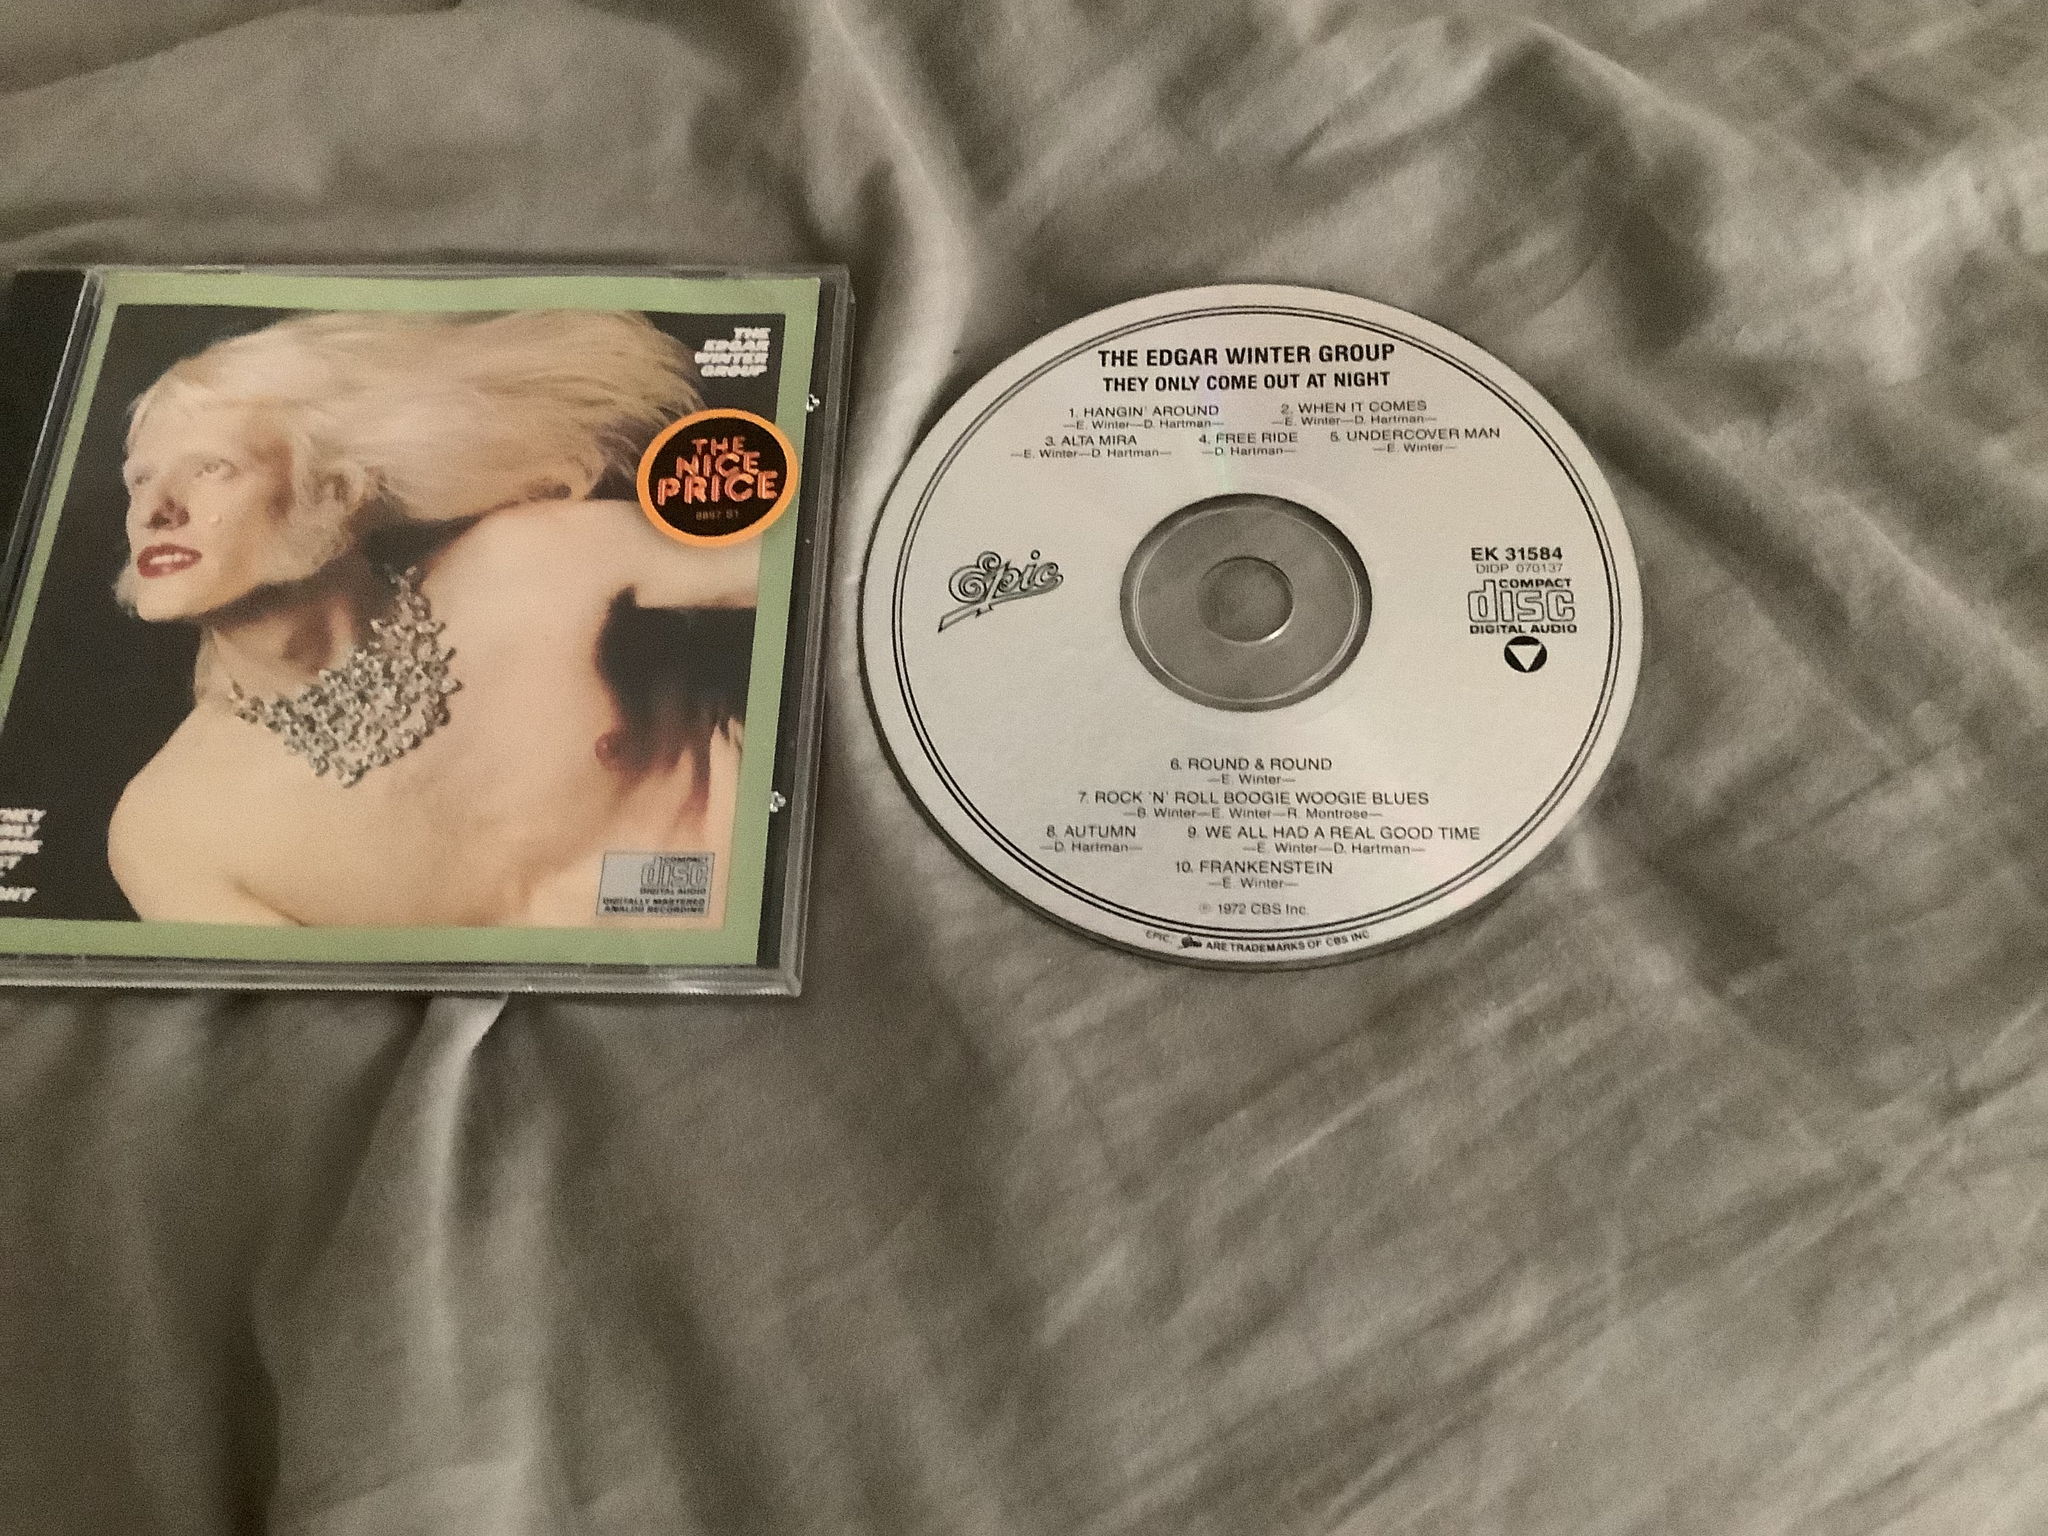 THE
EDGAR
WINTER
GROUP
THE
NICE
PRICE
COMPACT
disc
DIGITAL AUDIO
DIGITALLY MASTERED
ANALOG RECORDING
THE EDGAR WINTER GROUP
THEY ONLY COME OUT AT NIGHT
1. HANGIN' AROUND 2. WHEN IT COMES
—E. Winter—D. Hartman— —E. Winter—D. Hartman—
3. ALTA MIRA 4. FREE RIDE 5. UNDERCOVER MAN
—E. Winter—D. Hartman— —D. Hartman— —E. Winter—
Epic
EK 31584
DIDP 070137
COMPACT
disc
DIGITAL AUDIO
6. ROUND & ROUND
—E. Winter—
7. ROCK 'N' ROLL BOOGIE WOOGIE BLUES
—B. Winter—E. Winter—R. Montrose—
8. AUTUMN 9. WE ALL HAD A REAL GOOD TIME
—D. Hartman— —E. Winter—D. Hartman—
10. FRANKENSTEIN
—E. Winter—
℗ 1972 CBS Inc.
EPIC, Epic ARE TRADEMARKS OF CBS INC